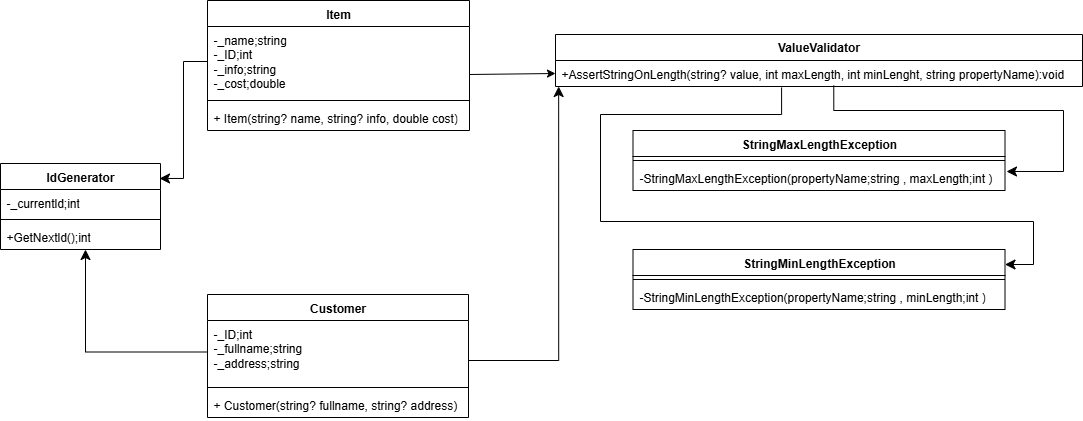 Item
-_name;string
-_ID;int
-_info;string
-_cost;double
+ Item(string? name, string? info, double cost)
ValueValidator
+AssertStringOnLength(string? value, int maxLength, int minLenght, string propertyName):void
StringMaxLengthException
-StringMaxLengthException(propertyName;string , maxLength;int )
IdGenerator
-_currentId;int
+GetNextId();int
StringMinLengthException
-StringMinLengthException(propertyName;string , minLength;int )
Customer
-_ID;int
-_fullname;string
-_address;string
+ Customer(string? fullname, string? address)